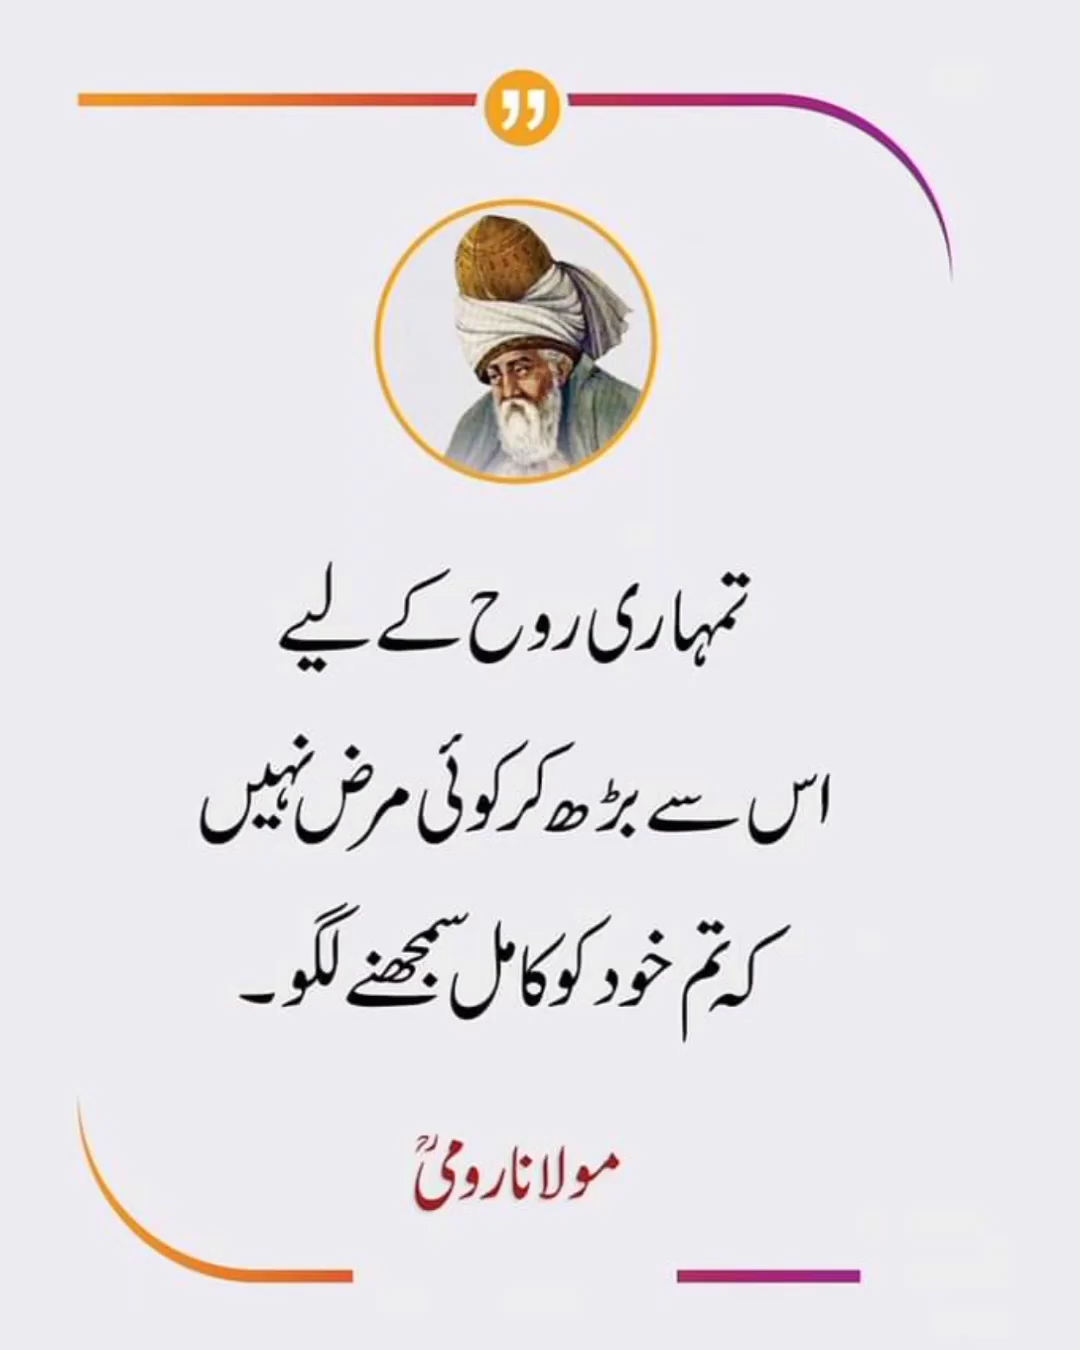 تمہاری روح کے لیے
اس سے بڑھ کر کوئی مرض نہیں
کہ تم خود کو کامل سمجھنے لگو۔
مولانا رومیؒ